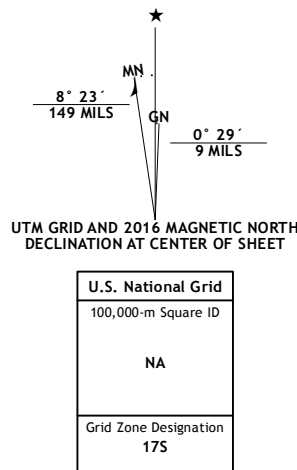 ★
MN
8° 23´
149 MILS
GN
0° 29´
9 MILS
UTM GRID AND 2016 MAGNETIC NORTH
DECLINATION AT CENTER OF SHEET
U.S. National Grid
100,000-m Square ID
NA
Grid Zone Designation
17S